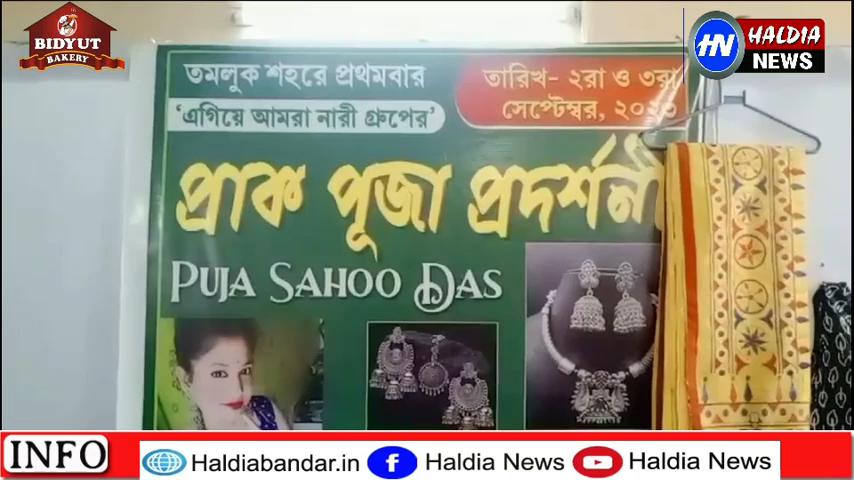 BIDYUT
BAKERY
HN HALDIA
NEWS
তমলুক শহরে প্রথমবার
'এগিয়ে আমরা নারী গ্রুপের'
তারিখ- ২রা ও ৩রা
সেপ্টেম্বর,
প্রাক পূজা প্রদর্শনী
PUJA SAHOO DAS
INFO
Haldiabandar.in
f Haldia News
Haldia News